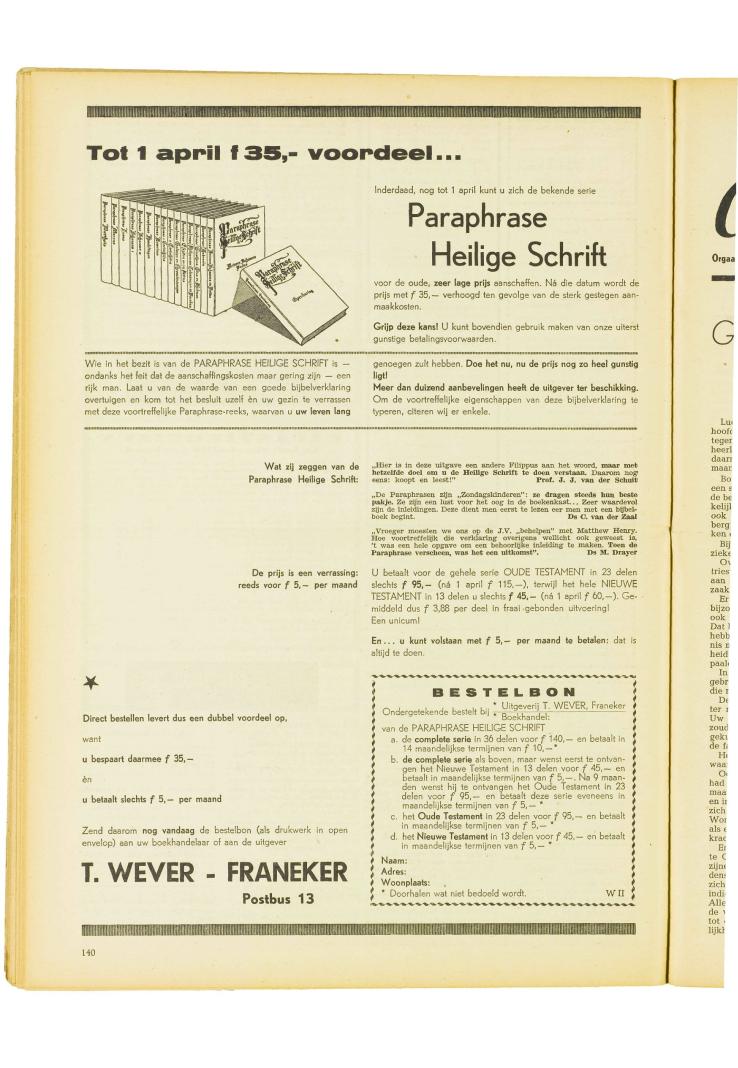 Tot 1 april f 35,- voordeel...
Inderdaad, nog tot 1 april kunt u zich de bekende serie
Paraphrase
Heilige Schrift
voor de oude, zeer lage prijs aanschaffen. Ná die datum wordt de
prijs met ƒ 35,— verhoogd ten gevolge van de sterk gestegen aan-
maakkosten.
Grijp deze kans! U kunt bovendien gebruik maken van onze uiterst
gunstige betalingsvoorwaarden.
Wie in het bezit is van de PARAPHRASE HEILIGE SCHRIFT is —
ondanks het feit dat de aanschaffingskosten maar gering zijn — een
rijk man. Laat u van de waarde van een goede bijbelverklaring
overtuigen en kom tot het besluit uzelf èn uw gezin te verrassen
met deze voortreffelijke Paraphrase-reeks, waarvan u uw leven lang
genoegen zult hebben. Doe het nu, nu de prijs nog zo heel gunstig
ligt!
Meer dan duizend aanbevelingen heeft de uitgever ter beschikking.
Om de voortreffelijke eigenschappen van deze bijbelverklaring te
typeren, citeren wij er enkele.
Wat zij zeggen van de
Paraphrase Heilige Schrift:
„Hier is in deze uitgave een andere Filippus aan het woord, maar met
hetzelfde doel om u de Heilige Schrift te doen verstaan. Daarom nog
eens: koopt en leest!” Prof. J. J. van der Schuit
„De Paraphrasen zijn „Zondagskinderen”: ze dragen steeds hun beste
pakje. Ze zijn een lust voor het oog in de boekenkast... Zeer waardevol
zijn de inleidingen. Deze dient men eerst te lezen eer men met een bijbel-
boek begint. Ds C. van der Zaal
„Vroeger moesten we ons op de J.V. „behelpen” met Matthew Henry.
Hoe voortreffelijk die verklaring overigens wellicht ook geweest is,
’t was een hele opgave om een behoorlijke inleiding te maken. Toen de
Paraphrase verscheen, was het een uitkomst”. Ds M. Drayer
De prijs is een verrassing:
reeds voor ƒ 5,— per maand
U betaalt voor de gehele serie OUDE TESTAMENT in 23 delen
slechts ƒ 95,— (ná 1 april ƒ 115,—), terwijl het hele NIEUWE
TESTAMENT in 13 delen u slechts ƒ 45,— (ná 1 april ƒ 60,—). Ge-
middeld dus ƒ 3,88 per deel in fraai gebonden uitvoering!
Een unicum!
En... u kunt volstaan met ƒ 5,— per maand te betalen: dat is
altijd te doen.
Direct bestellen levert dus een dubbel voordeel op,
want
u bespaart daarmee ƒ 35,—
èn
u betaalt slechts ƒ 5,— per maand
Zend daarom nog vandaag de bestelbon (als drukwerk in open
envelop) aan uw boekhandelaar of aan de uitgever
T. WEVER - FRANEKER
Postbus 13
BESTELBON
Ondergetekende bestelt bij * Uitgeverij T. WEVER, Franeker
* Boekhandel:
van de PARAPHRASE HEILIGE SCHRIFT
a. de complete serie in 36 delen voor ƒ 140,— en betaalt in
14 maandelijkse termijnen van ƒ 10,—*
b. de complete serie als boven, maar wenst eerst te ontvan-
gen het Nieuwe Testament in 13 delen voor ƒ 45,— en
betaalt in maandelijkse termijnen van ƒ 5,—. Na 9 maan-
den wenst hij te ontvangen het Oude Testament in 23
delen voor ƒ 95,— en betaalt deze serie eveneens in
maandelijkse termijnen van ƒ 5,— *
c. het Oude Testament in 23 delen voor ƒ 95,— en betaalt
in maandelijkse termijnen van ƒ 5,— *
d. het Nieuwe Testament in 13 delen voor ƒ 45,— en betaalt
in maandelijkse termijnen van ƒ 5,— *
Naam:
Adres:
Woonplaats:
* Doorhalen wat niet bedoeld wordt. W II
140